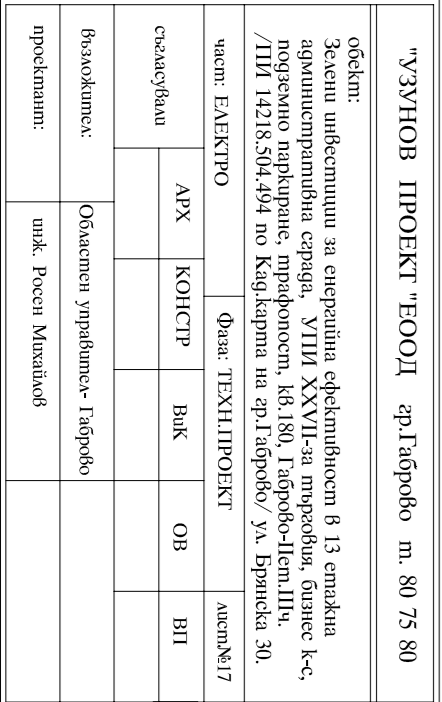 "УЗУНОВ ПРОЕКТ "ЕООД гр.Габрово т. 80 75 80
обект:
Зелени инвестиции за енергийна ефективност в 13 етажна
административна сграда, УПИ XXVII-за търговия, бизнес к-с,
подземно паркиране, трафопост, кв.180, Габрово-IIет.IIIч.
/ПИ 14218.504.494 по Кад.карта на гр.Габрово/ ул. Брянска 30.
част: ЕЛЕКТРО Фаза: ТЕХН.ПРОЕКТ лист№17
съгласували АРХ КОНСТР ВиК ОВ ВП
възложител: Областен управител- Габрово
проектант: инж. Росен Михайлов